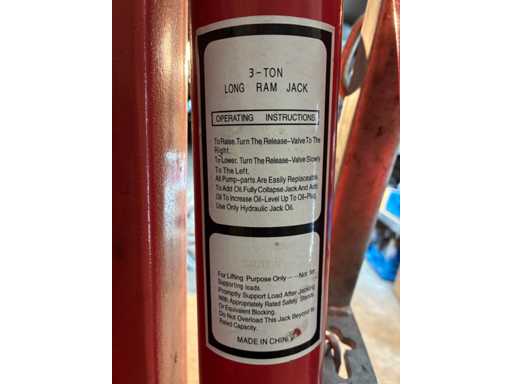 3-TON
LONG RAM JACK
OPERATING INSTRUCTIONS
To Raise. Turn The Release-Valve To The
Right.
To Lower. Turn The Release-Valve Slowly
To The Left.
All Pump-parts Are Easily Replaceable.
To Add Oil. Fully Collapse Jack And Add
Oil To Increase Oil-Level Up To Oil-Plug.
Use Only Hydraulic Jack Oil.
For Lifting Purpose Only---Not for
Supporting loads.
Promptly Support Load After Jacking
With Appropriately Rated Safety Stands
Or Equivalent Blocking.
Do Not Overload This Jack Beyond Its
Rated Capacity.
MADE IN CHINA